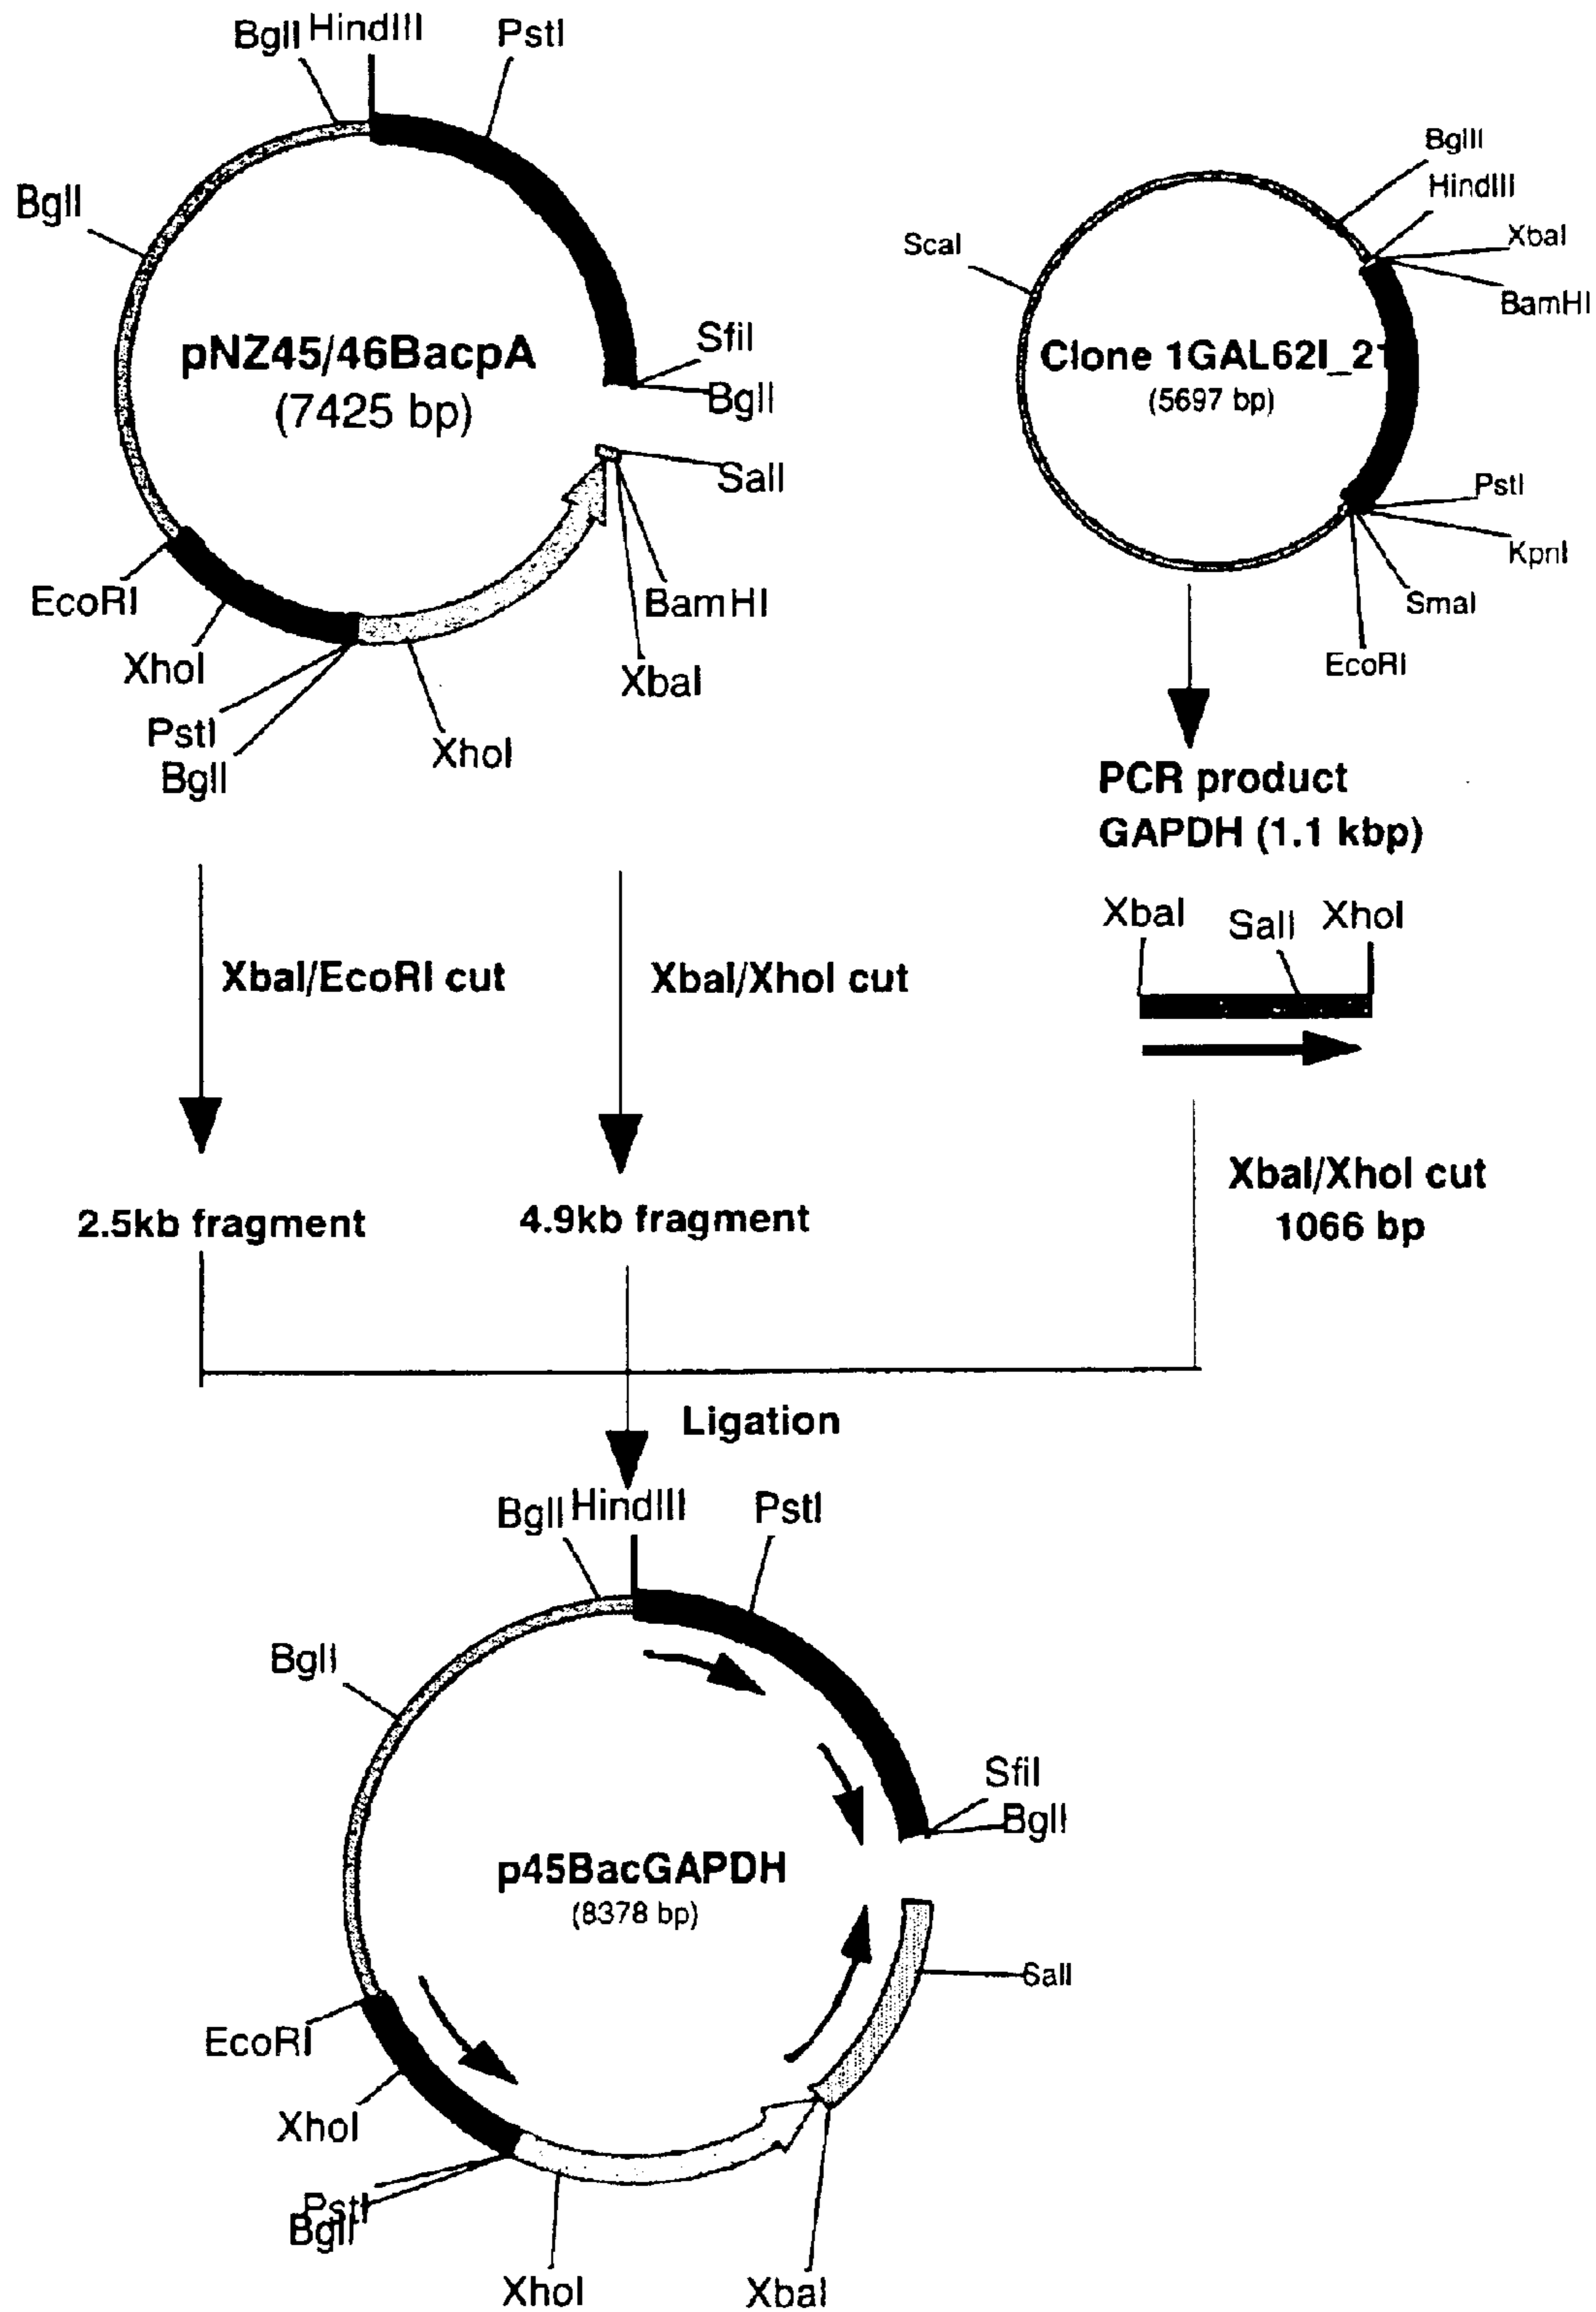 BglI HindIII PstI
BglI
pNZ45/46BacpA
(7425 bp)
SfiI
BglI
SalI
BamHI
XbaI
XhoI
BglI
PstI
XhoI
EcoRI
BglII
HindIII
XbaI
BamHI
ScaI
Clone 1GAL62I_21
(5697 bp)
PstI
KpnI
SmaI
EcoRI
PCR product
GAPDH (1.1 kbp)
XbaI SalI XhoI
XbaI/EcoRI cut
XbaI/XhoI cut
XbaI/XhoI cut
1066 bp
2.5kb fragment
4.9kb fragment
Ligation
BglI HindIII PstI
BglI
SfiI
BglI
p45BacGAPDH
(8378 bp)
SalI
EcoRI
XhoI
PstI
BglI
XhoI
XbaI